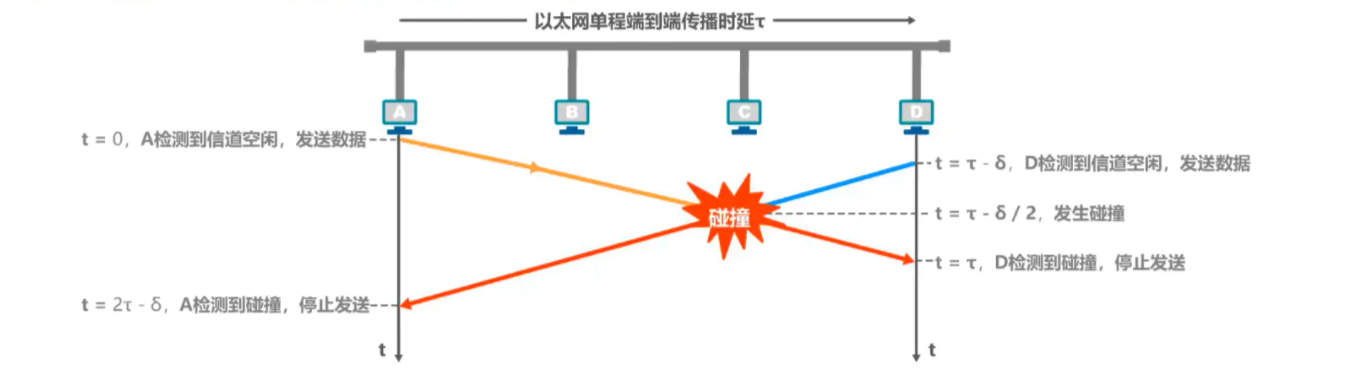 以太网单程端到端传播时延τ
A
B
C
D
t = 0，A检测到信道空闲，发送数据
t = τ - δ，D检测到信道空闲，发送数据
碰撞
t = τ - δ / 2，发生碰撞
t = τ，D检测到碰撞，停止发送
t = 2τ - δ，A检测到碰撞，停止发送
t
t